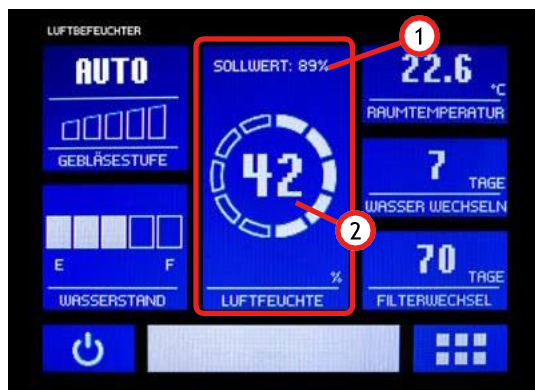 LUFTBEFEUCHTER
AUTO
GEBLÄSESTUFE
E F
WASSERSTAND
SOLLWERT: 89%
1
42
2
%
LUFTFEUCHTE
22.6
°C
RAUMTEMPERATUR
7
TAGE
WASSER WECHSELN
70
TAGE
FILTERWECHSEL